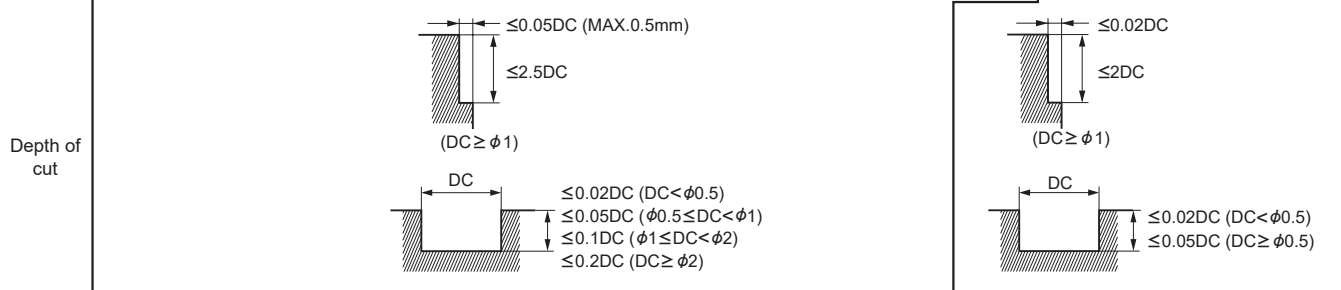 Depth of
cut
≤0.05DC (MAX.0.5mm)
≤2.5DC
(DC≥ϕ1)
DC
≤0.02DC (DC<ϕ0.5)
≤0.05DC (ϕ0.5≤DC<ϕ1)
≤0.1DC (ϕ1≤DC<ϕ2)
≤0.2DC (DC≥ϕ2)
≤0.02DC
≤2DC
(DC≥ϕ1)
DC
≤0.02DC (DC<ϕ0.5)
≤0.05DC (DC≥ϕ0.5)